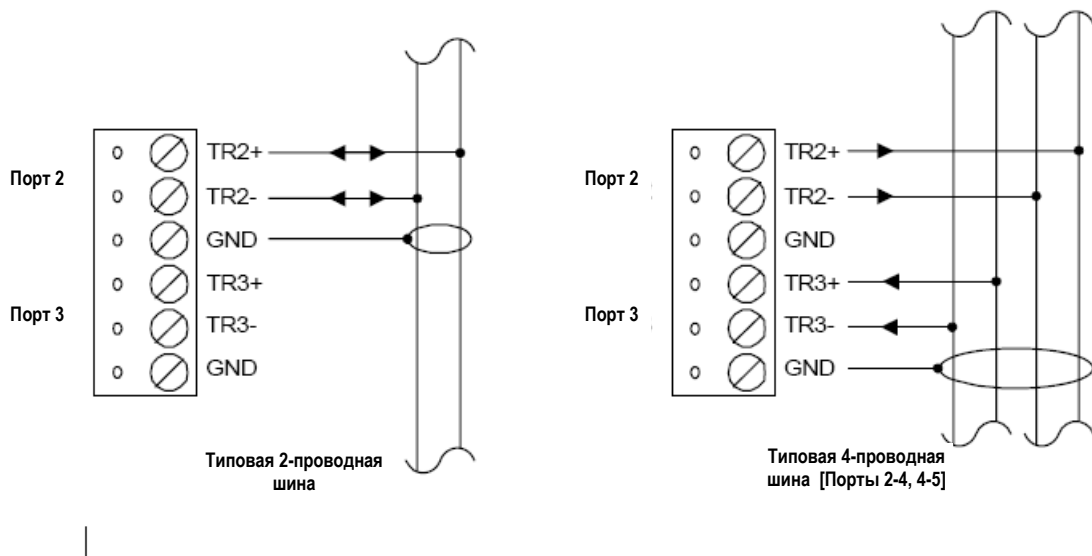 Порт 2
TR2+
TR2-
GND
Порт 3
TR3+
TR3-
GND
Типовая 2-проводная
шина
Порт 2
TR2+
TR2-
GND
Порт 3
TR3+
TR3-
GND
Типовая 4-проводная
шина [Порты 2-4, 4-5]